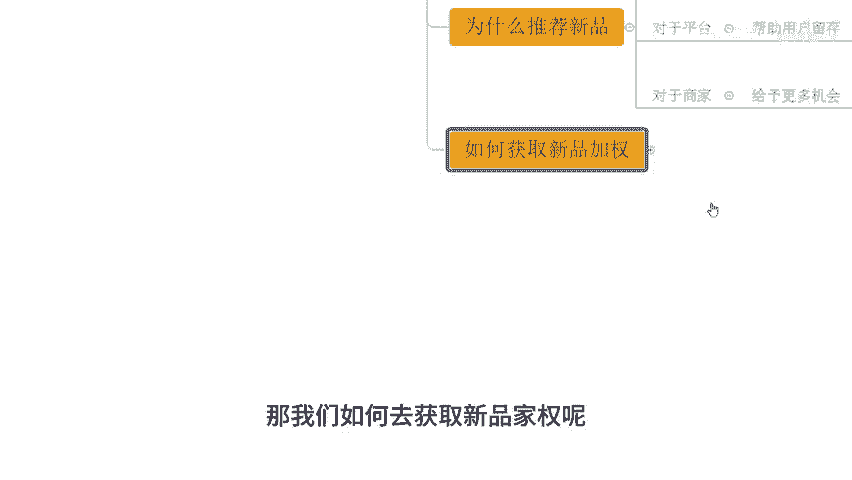 为什么推荐新品
对于平台
帮助用户留存
对于商家
给予更多机会
如何获取新品加权
那我们如何去获取新品家权呢